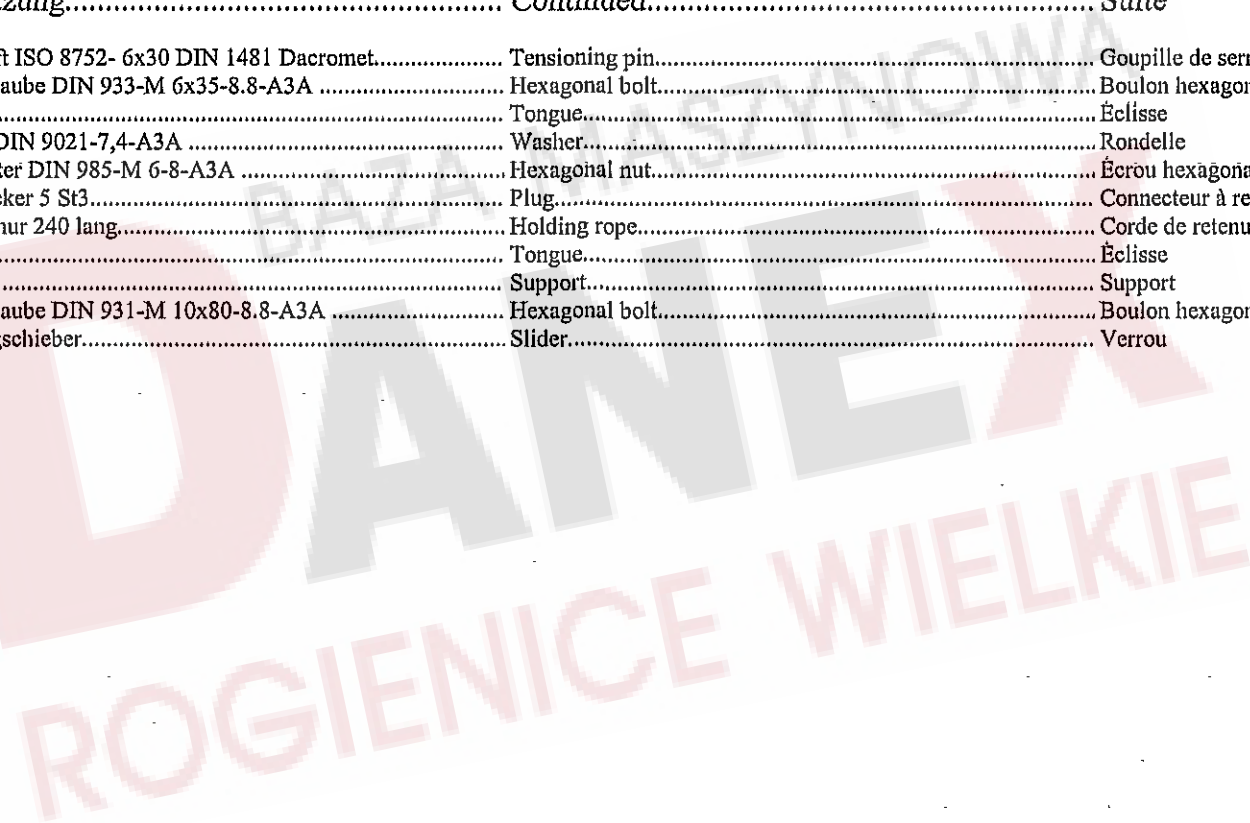 zung........ Continued........ Suite
ft ISO 8752- 6x30 DIN 1481 Dacromet........ Tensioning pin........ Goupille de serr
aube DIN 933-M 6x35-8.8-A3A ........ Hexagonal bolt........ Boulon hexagon
........ Tongue........ Éclisse
DIN 9021-7,4-A3A ........ Washer........ Rondelle
ter DIN 985-M 6-8-A3A ........ Hexagonal nut........ Écrou hexagona
cker 5 St3........ Plug........ Connecteur à re
nur 240 lang........ Holding rope........ Corde de retenu
........ Tongue........ Éclisse
........ Support........ Support
aube DIN 931-M 10x80-8.8-A3A ........ Hexagonal bolt........ Boulon hexagon
gschieber........ Slider........ Verrou
BAZA MASZYNOWA
DANEX
ROGIENICE WIELKIE